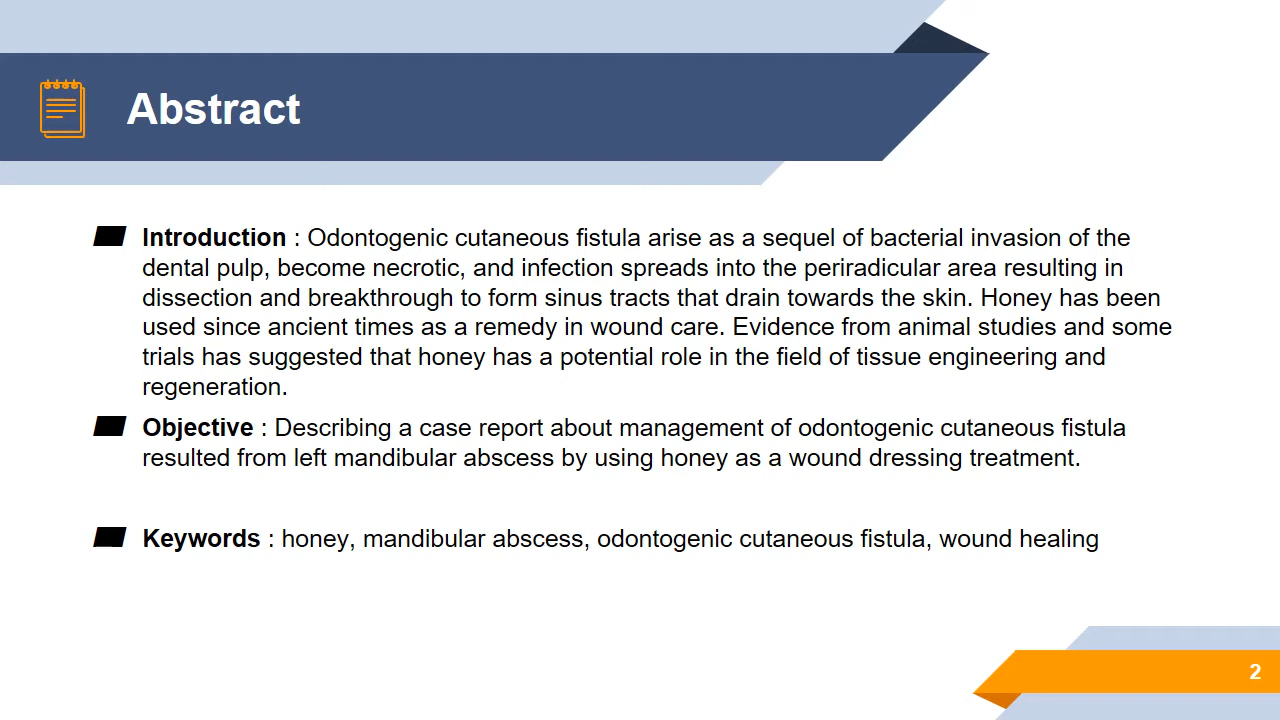 Abstract
Introduction : Odontogenic cutaneous fistula arise as a sequel of bacterial invasion of the
dental pulp, become necrotic, and infection spreads into the periradicular area resulting in
dissection and breakthrough to form sinus tracts that drain towards the skin. Honey has been
used since ancient times as a remedy in wound care. Evidence from animal studies and some
trials has suggested that honey has a potential role in the field of tissue engineering and
regeneration.
Objective : Describing a case report about management of odontogenic cutaneous fistula
resulted from left mandibular abscess by using honey as a wound dressing treatment.
Keywords : honey, mandibular abscess, odontogenic cutaneous fistula, wound healing
2